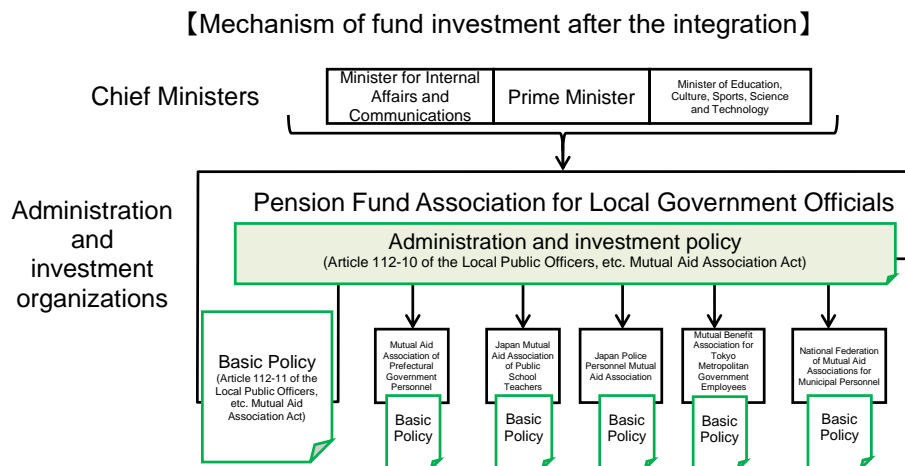 【Mechanism of fund investment after the integration】
Chief Ministers
Minister for Internal
Affairs and
Communications
Prime Minister
Minister of Education,
Culture, Sports, Science
and Technology
Administration
and
investment
organizations
Pension Fund Association for Local Government Officials
Administration and investment policy
(Article 112-10 of the Local Public Officers, etc. Mutual Aid Association Act)
Basic Policy
(Article 112-11 of the
Local Public Officers,
etc. Mutual Aid
Association Act)
Mutual Aid
Association of
Prefectural
Government
Personnel
Basic
Policy
Japan Mutual
Aid Association
of Public
School
Teachers
Basic
Policy
Japan Police
Personnel Mutual
Aid Association
Basic
Policy
Mutual Benefit
Association for
Tokyo
Metropolitan
Government
Employees
Basic
Policy
National Federation
of Mutual Aid
Associations for
Municipal Personnel
Basic
Policy